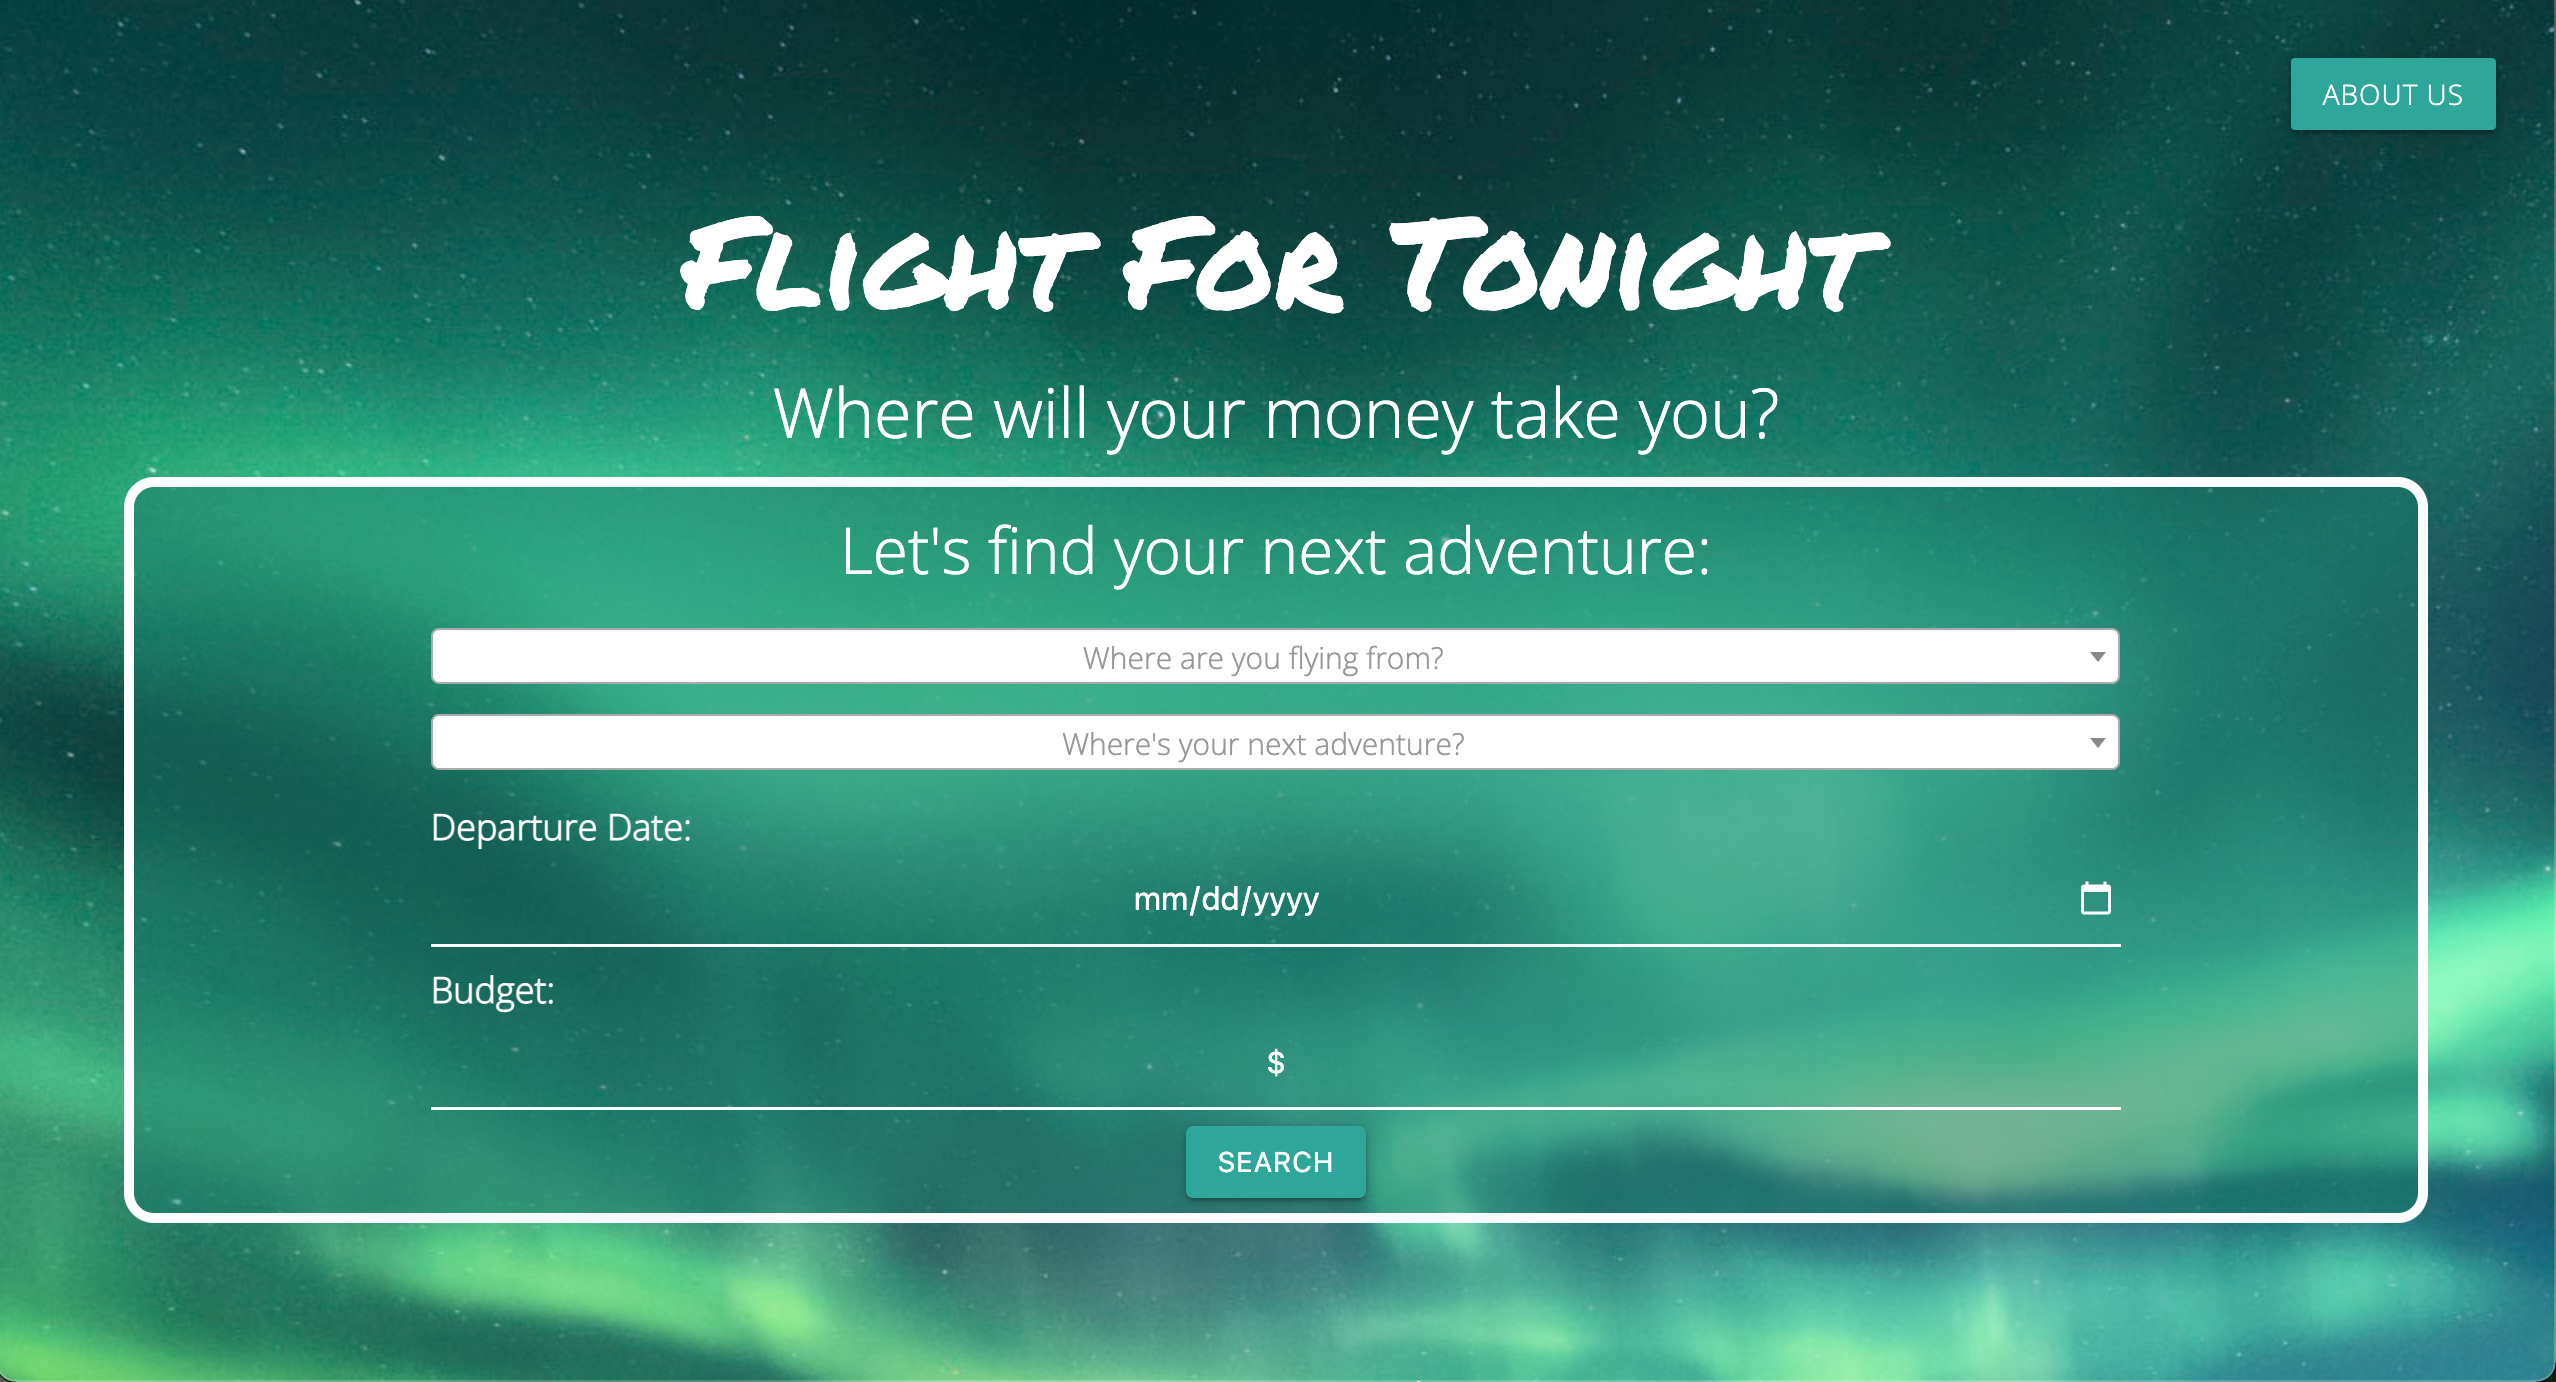 ABOUT US
Flight For Tonight
Where will your money take you?
Let's find your next adventure:
Where are you flying from?
Where's your next adventure?
Departure Date:
mm/dd/yyyy
Budget:
$
SEARCH